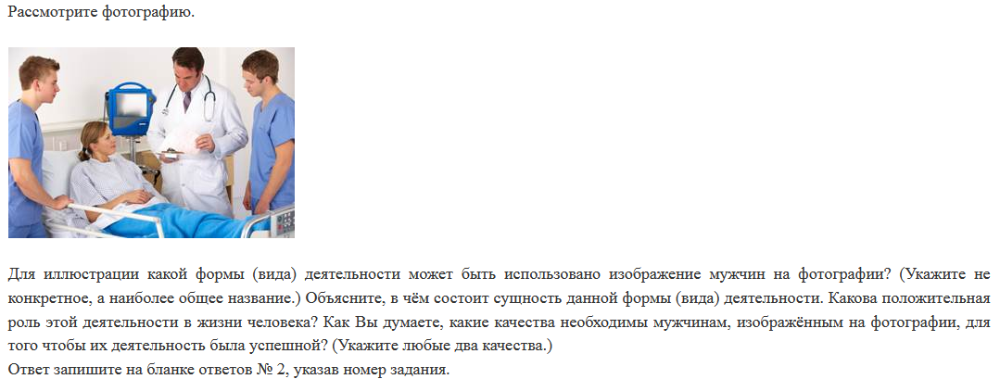 Рассмотрите фотографию.
Для иллюстрации какой формы (вида) деятельности может быть использовано изображение мужчин на фотографии? (Укажите не
конкретное, а наиболее общее название.) Объясните, в чём состоит сущность данной формы (вида) деятельности. Какова положительная
роль этой деятельности в жизни человека? Как Вы думаете, какие качества необходимы мужчинам, изображённым на фотографии, для
того чтобы их деятельность была успешной? (Укажите любые два качества.)
Ответ запишите на бланке ответов № 2, указав номер задания.